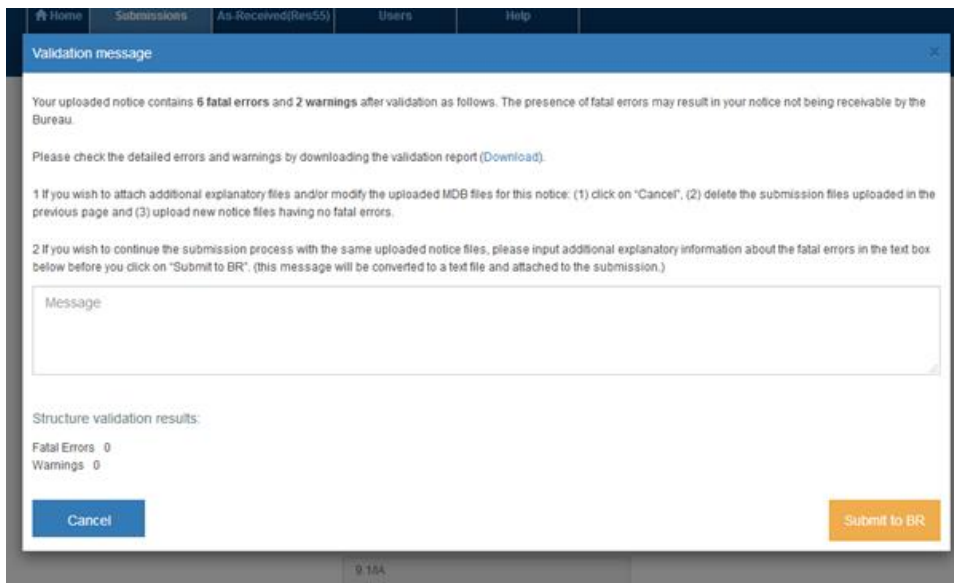 Home Submissions As-Received(Res55) Users Help
Validation message ×
Your uploaded notice contains 6 fatal errors and 2 warnings after validation as follows. The presence of fatal errors may result in your notice not being receivable by the
Bureau.
Please check the detailed errors and warnings by downloading the validation report (Download).
1 If you wish to attach additional explanatory files and/or modify the uploaded MDB files for this notice: (1) click on "Cancel", (2) delete the submission files uploaded in the
previous page and (3) upload new notice files having no fatal errors.
2 If you wish to continue the submission process with the same uploaded notice files, please input additional explanatory information about the fatal errors in the text box
below before you click on "Submit to BR". (this message will be converted to a text file and attached to the submission.)
Message
Structure validation results:
Fatal Errors 0
Warnings 0
Cancel Submit to BR
9.18A